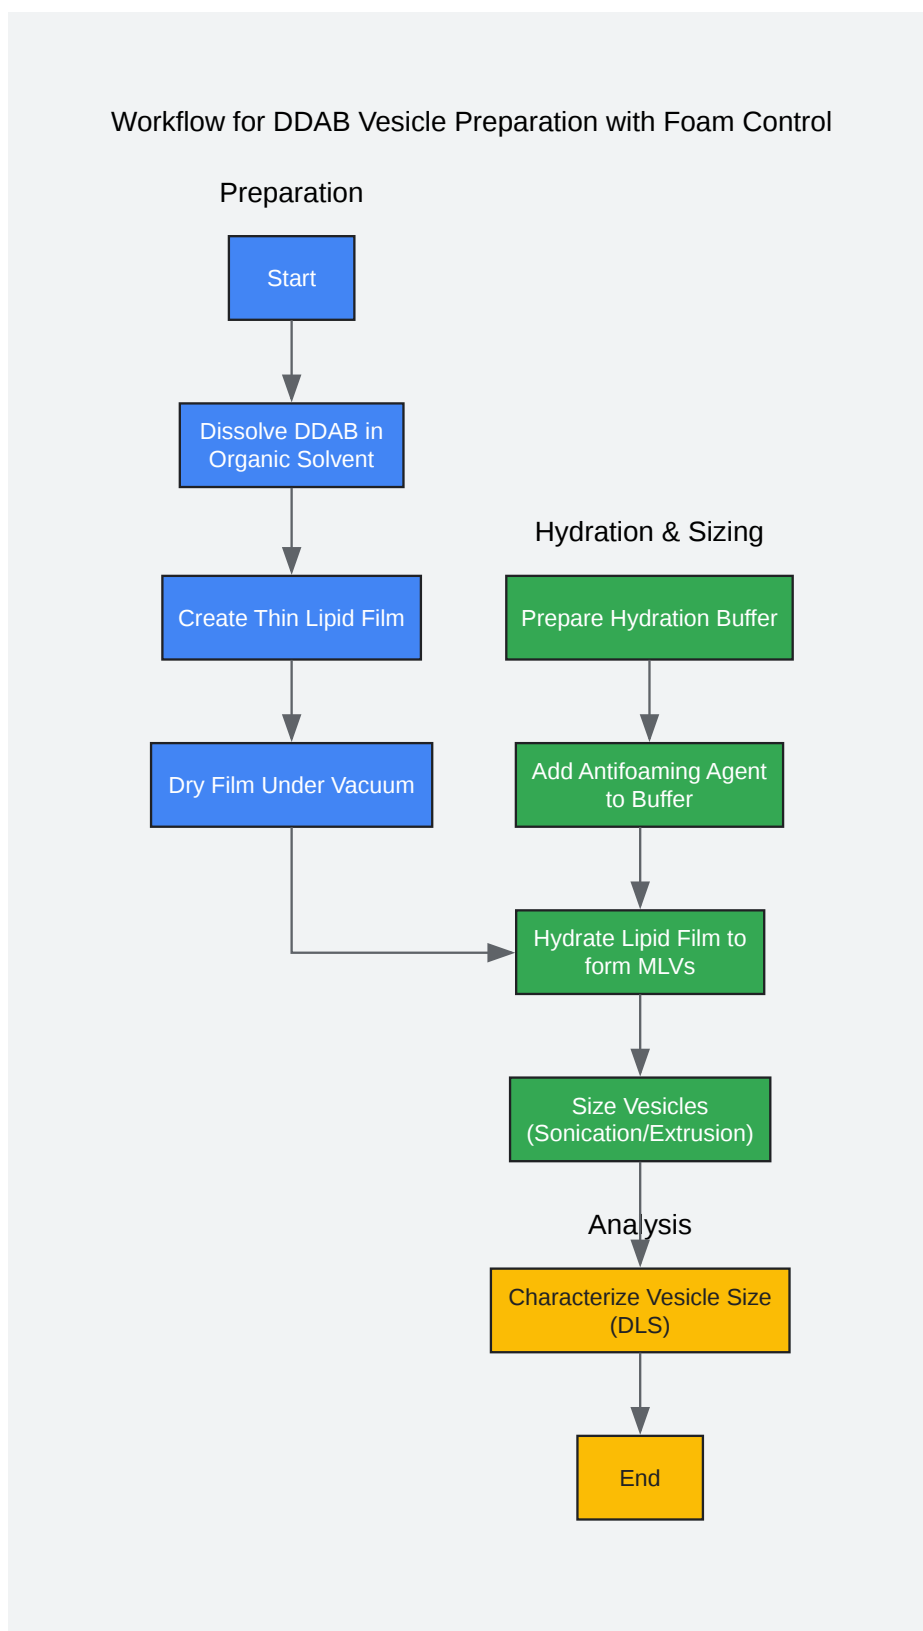 Workflow for DDAB Vesicle Preparation with Foam Control
Preparation
Start
Dissolve DDAB in
Organic Solvent
Create Thin Lipid Film
Dry Film Under Vacuum
Hydration & Sizing
Prepare Hydration Buffer
Add Antifoaming Agent
to Buffer
Hydrate Lipid Film to
form MLVs
Size Vesicles
(Sonication/Extrusion)
Analysis
Characterize Vesicle Size
(DLS)
End